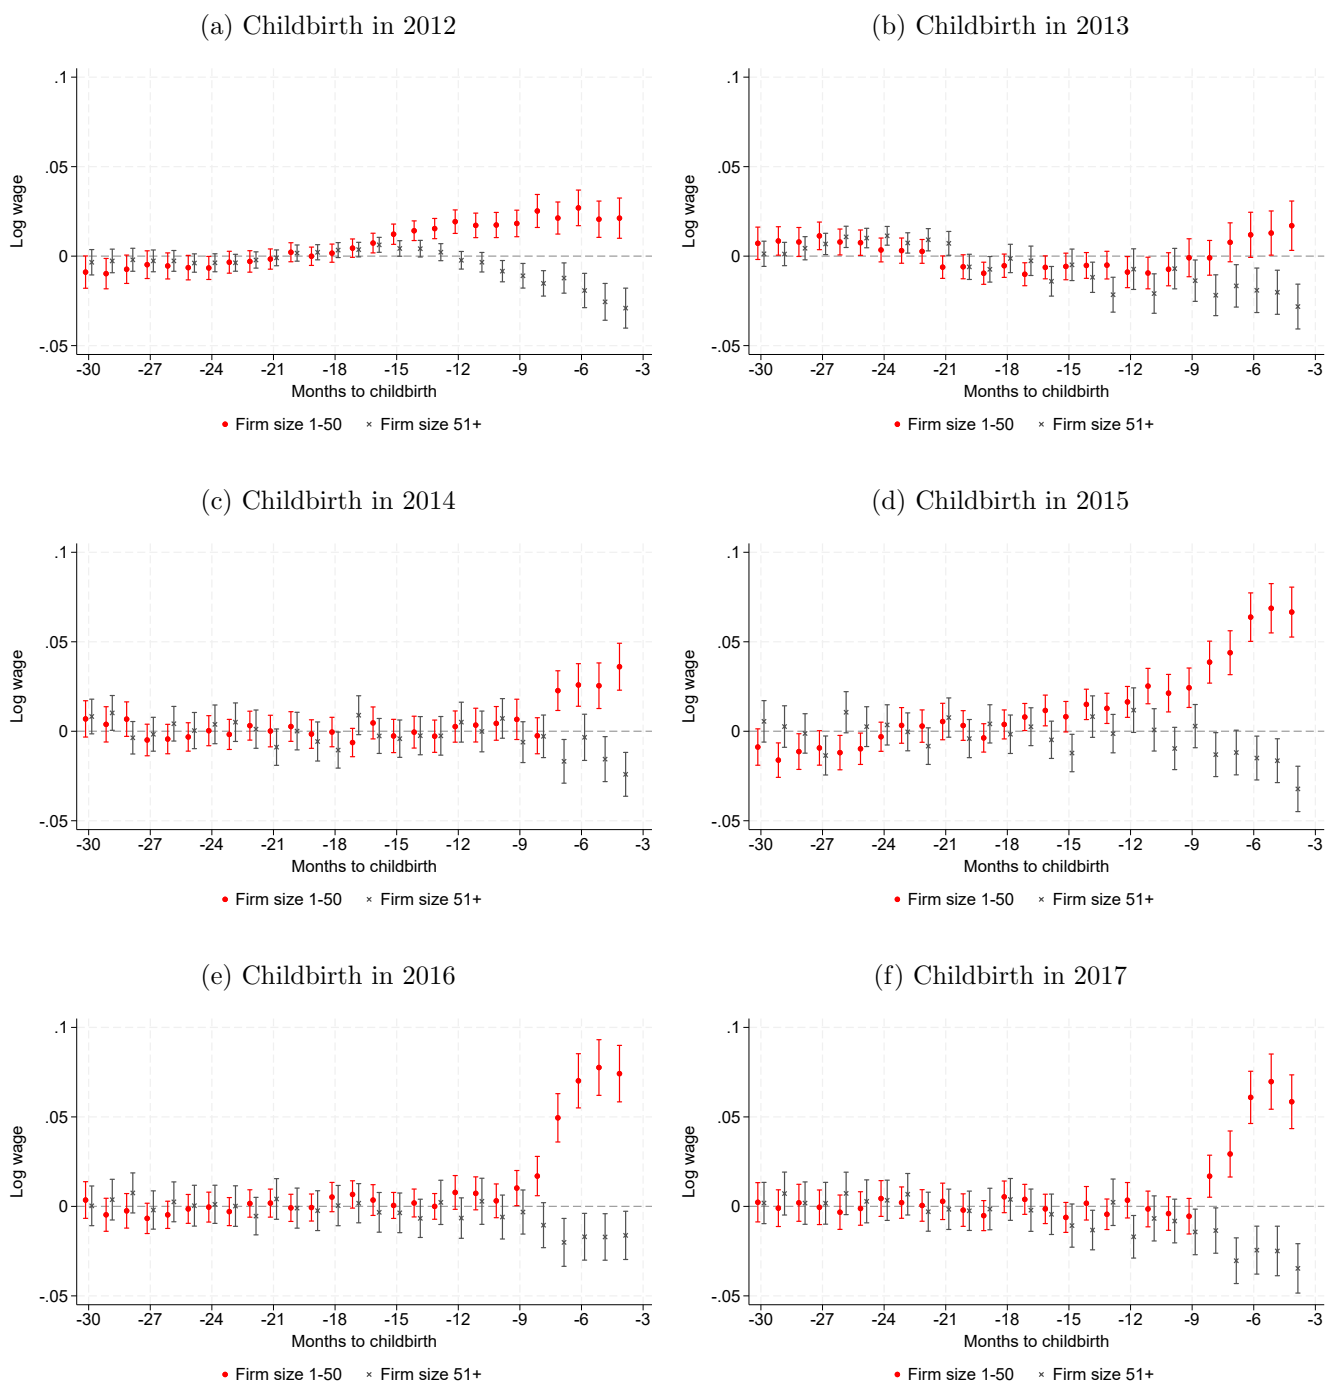 (a) Childbirth in 2012
.1
.05
0
-.05
Log wage
-30 -27 -24 -21 -18 -15 -12 -9 -6 -3
Months to childbirth
Firm size 1-50 Firm size 51+
(b) Childbirth in 2013
.1
.05
0
-.05
Log wage
-30 -27 -24 -21 -18 -15 -12 -9 -6 -3
Months to childbirth
Firm size 1-50 Firm size 51+
(c) Childbirth in 2014
.1
.05
0
-.05
Log wage
-30 -27 -24 -21 -18 -15 -12 -9 -6 -3
Months to childbirth
Firm size 1-50 Firm size 51+
(d) Childbirth in 2015
.1
.05
0
-.05
Log wage
-30 -27 -24 -21 -18 -15 -12 -9 -6 -3
Months to childbirth
Firm size 1-50 Firm size 51+
(e) Childbirth in 2016
.1
.05
0
-.05
Log wage
-30 -27 -24 -21 -18 -15 -12 -9 -6 -3
Months to childbirth
Firm size 1-50 Firm size 51+
(f) Childbirth in 2017
.1
.05
0
-.05
Log wage
-30 -27 -24 -21 -18 -15 -12 -9 -6 -3
Months to childbirth
Firm size 1-50 Firm size 51+